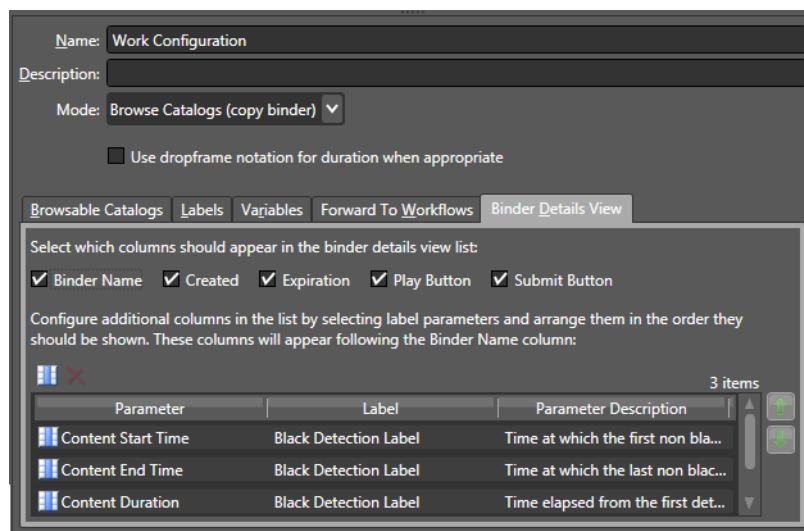 Name: Work Configuration
Description:
Mode: Browse Catalogs (copy binder)
Use dropframe notation for duration when appropriate
Browsable Catalogs Labels Variables Forward To Workflows Binder Details View
Select which columns should appear in the binder details view list:
Binder Name Created Expiration Play Button Submit Button
Configure additional columns in the list by selecting label parameters and arrange them in the order they
should be shown. These columns will appear following the Binder Name column:
3 items
Parameter Label Parameter Description
Content Start Time Black Detection Label Time at which the first non bla...
Content End Time Black Detection Label Time at which the last non blac...
Content Duration Black Detection Label Time elapsed from the first det...